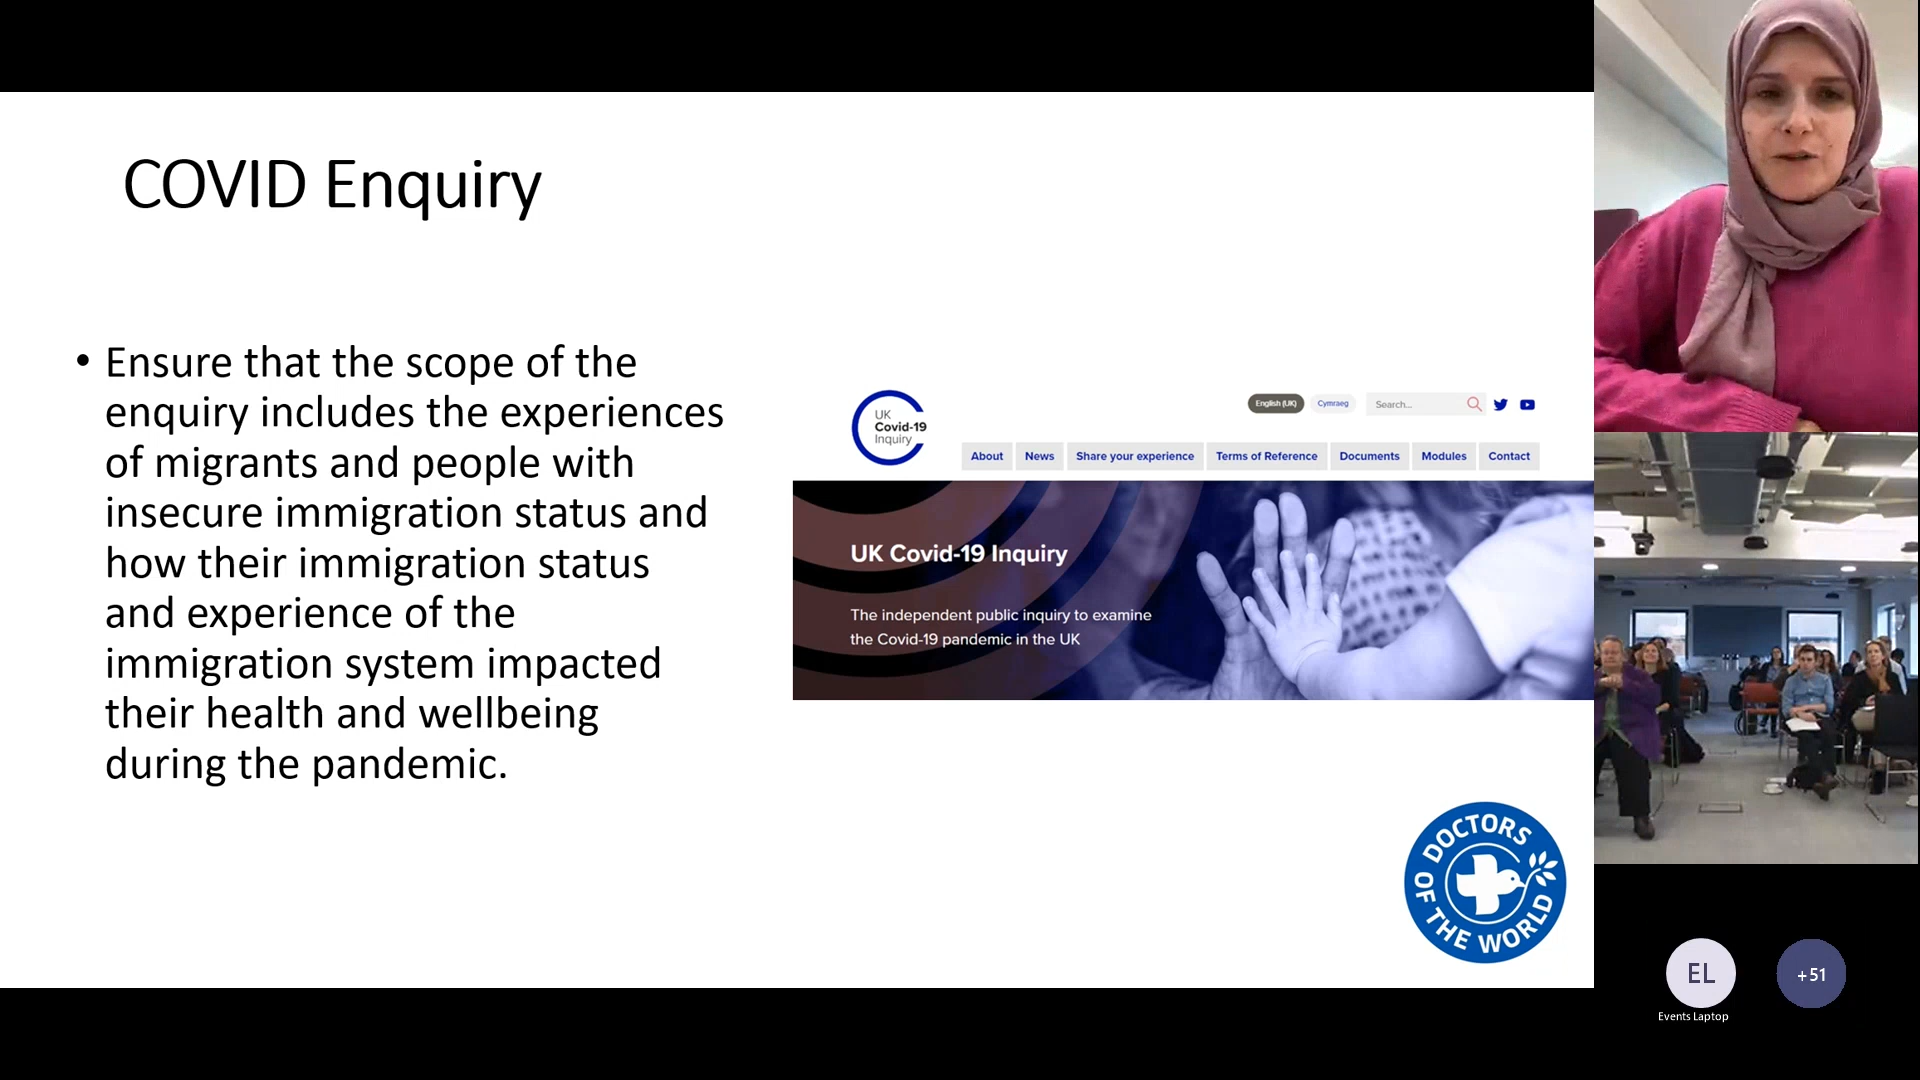 COVID Enquiry
• Ensure that the scope of the
enquiry includes the experiences
of migrants and people with
insecure immigration status and
how their immigration status
and experience of the
immigration system impacted
their health and wellbeing
during the pandemic.
UK
Covid-19
Inquiry
English (UK) Cymraeg Search...
About News Share your experience Terms of Reference Documents Modules Contact
UK Covid-19 Inquiry
The independent public inquiry to examine
the Covid-19 pandemic in the UK
DOCTORS
OF THE WORLD
EL
+51
Events Laptop